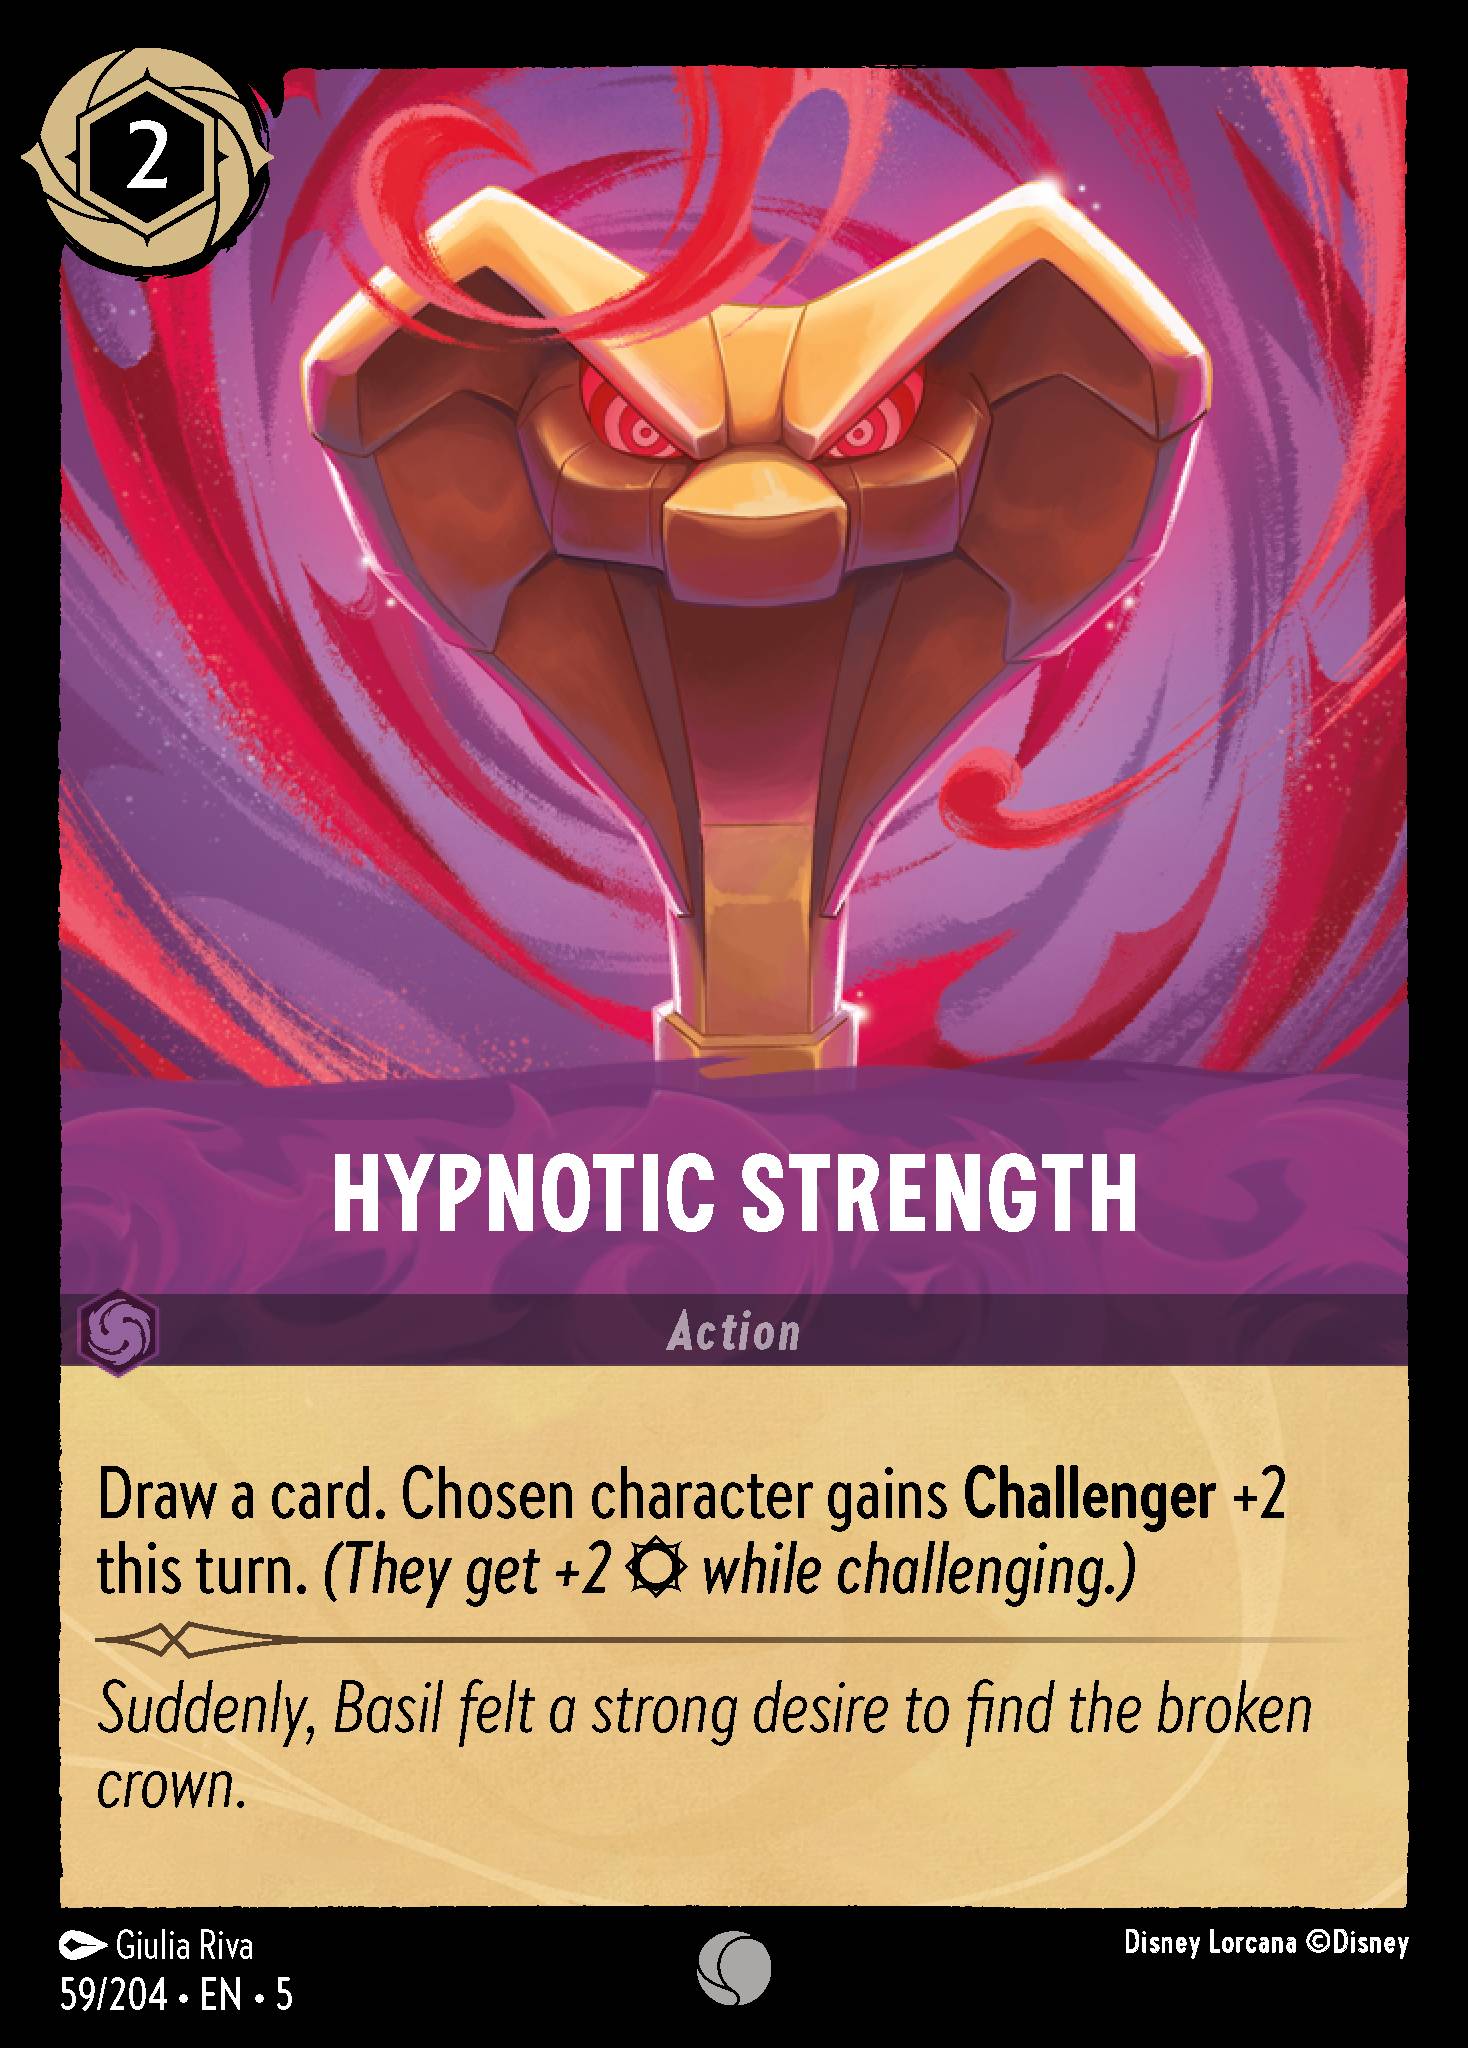 2
HYPNOTIC STRENGTH
Action
Draw a card. Chosen character gains Challenger +2
this turn. (They get +2 while challenging.)
Suddenly, Basil felt a strong desire to find the broken
crown.
Giulia Riva
Disney Lorcana ©Disney
59/204 • EN • 5